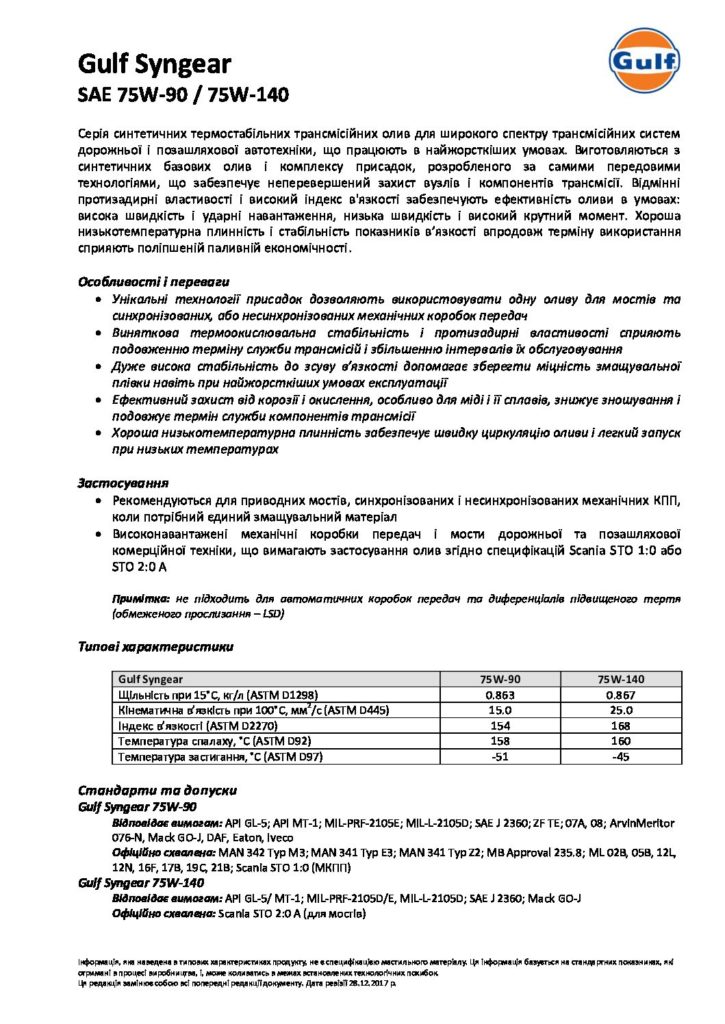 Gulf Syngear
Gulf
SAE 75W-90 / 75W-140
Серія синтетичних термостабільних трансмісійних олив для широкого спектру трансмісійних систем
дорожньої і позашляхової автотехніки, що працюють в найжорсткіших умовах. Виготовляються з
синтетичних базових олив і комплексу присадок, розробленого за самими передовими
технологіями, що забезпечує неперевершений захист вузлів і компонентів трансмісії. Відмінні
протизадирні властивості і високий індекс в'язкості забезпечують ефективність оливи в умовах:
висока швидкість і ударні навантаження, низька швидкість і високий крутний момент. Хороша
низькотемпературна плинність і стабільність показників в’язкості впродовж терміну використання
сприяють поліпшеній паливній економічності.
Особливості і переваги
• Унікальні технології присадок дозволяють використовувати одну оливу для мостів та
синхронізованих, або несинхронізованих механічних коробок передач
• Виняткова термоокислювальна стабільність і протизадирні властивості сприяють
подовженню терміну служби трансмісій і збільшенню інтервалів їх обслуговування
• Дуже висока стабільність до зсуву в’язкості допомагає зберегти міцність змащувальної
плівки навіть при найжорсткіших умовах експлуатації
• Ефективний захист від корозії і окислення, особливо для міді і її сплавів, знижує зношування і
подовжує термін служби компонентів трансмісії
• Хороша низькотемпературна плинність забезпечує швидку циркуляцію оливи і легкий запуск
при низьких температурах
Застосування
• Рекомендуються для приводних мостів, синхронізованих і несинхронізованих механічних КПП,
коли потрібний єдиний змащувальний матеріал
• Високонавантажені механічні коробки передач і мости дорожньої та позашляхової
комерційної техніки, що вимагають застосування олив згідно специфікацій Scania STO 1:0 або
STO 2:0 A
Примітка: не підходить для автоматичних коробок передач та диференціалів підвищеного тертя
(обмеженого прослизання – LSD)
Типові характеристики
Gulf Syngear 75W-90 75W-140
Щільність при 15°С, кг/л (ASTM D1298) 0.863 0.867
Кінематична в’язкість при 100°С, мм²/с (ASTM D445) 15.0 25.0
Індекс в’язкості (ASTM D2270) 154 168
Температура спалаху, °С (ASTM D92) 158 160
Температура застигання, °С (ASTM D97) -51 -45
Стандарти та допуски
Gulf Syngear 75W-90
Відповідає вимогам: API GL-5; API MT-1; MIL-PRF-2105E; MIL-L-2105D; SAE J 2360; ZF TE; 07A, 08; ArvinMeritor
076-N, Mack GO-J, DAF, Eaton, Iveco
Офіційно схвалена: MAN 342 Typ M3; MAN 341 Typ E3; MAN 341 Typ Z2; MB Approval 235.8; ML 02B, 05B, 12L,
12N, 16F, 17B, 19C, 21B; Scania STO 1:0 (МКПП)
Gulf Syngear 75W-140
Відповідає вимогам: API GL-5/ MT-1; MIL-PRF-2105D/E, MIL-L-2105D; SAE J 2360; Mack GO-J
Офіційно схвалена: Scania STO 2:0 A (для мостів)
Інформація, яка наведена в типових характеристиках продукту, не є специфікацією мастильного матеріалу. Ця інформація базується на стандартних показниках, які
отримані в процесі виробництва, і, може коливатись в межах встановлених технологічних похибок.
Ця редакція замінює собою всі попередні редакції документу. Дата ревізії 28.12.2017 р.